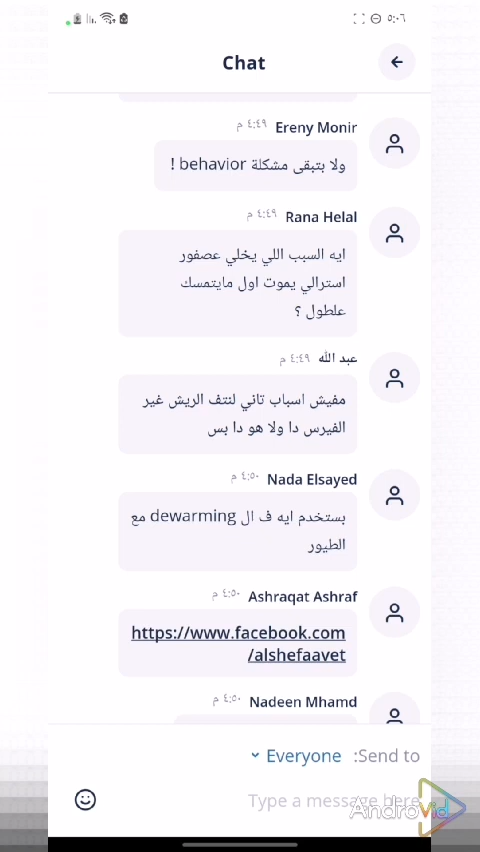 ٥:٠٦
Chat
Ereny Monir ٤:٤٩ م
ولا بتبقى مشكلة behavior !
Rana Helal ٤:٤٩ م
ايه السبب اللي يخلي عصفور
استرالي يموت اول مايتمسك
علطول ؟
عبد الله ٤:٤٩ م
مفيش اسباب تاني لنتف الريش غير
الفيرس دا ولا هو دا بس
Nada Elsayed ٤:٥٠ م
بستخدم ايه ف ال dewarming مع
الطيور
Ashraqat Ashraf ٤:٥٠ م
https://www.facebook.com
/alshefaavet
Nadeen Mhamd ٤:٥٠ م
Send to: Everyone
Type a message here
AndroVid